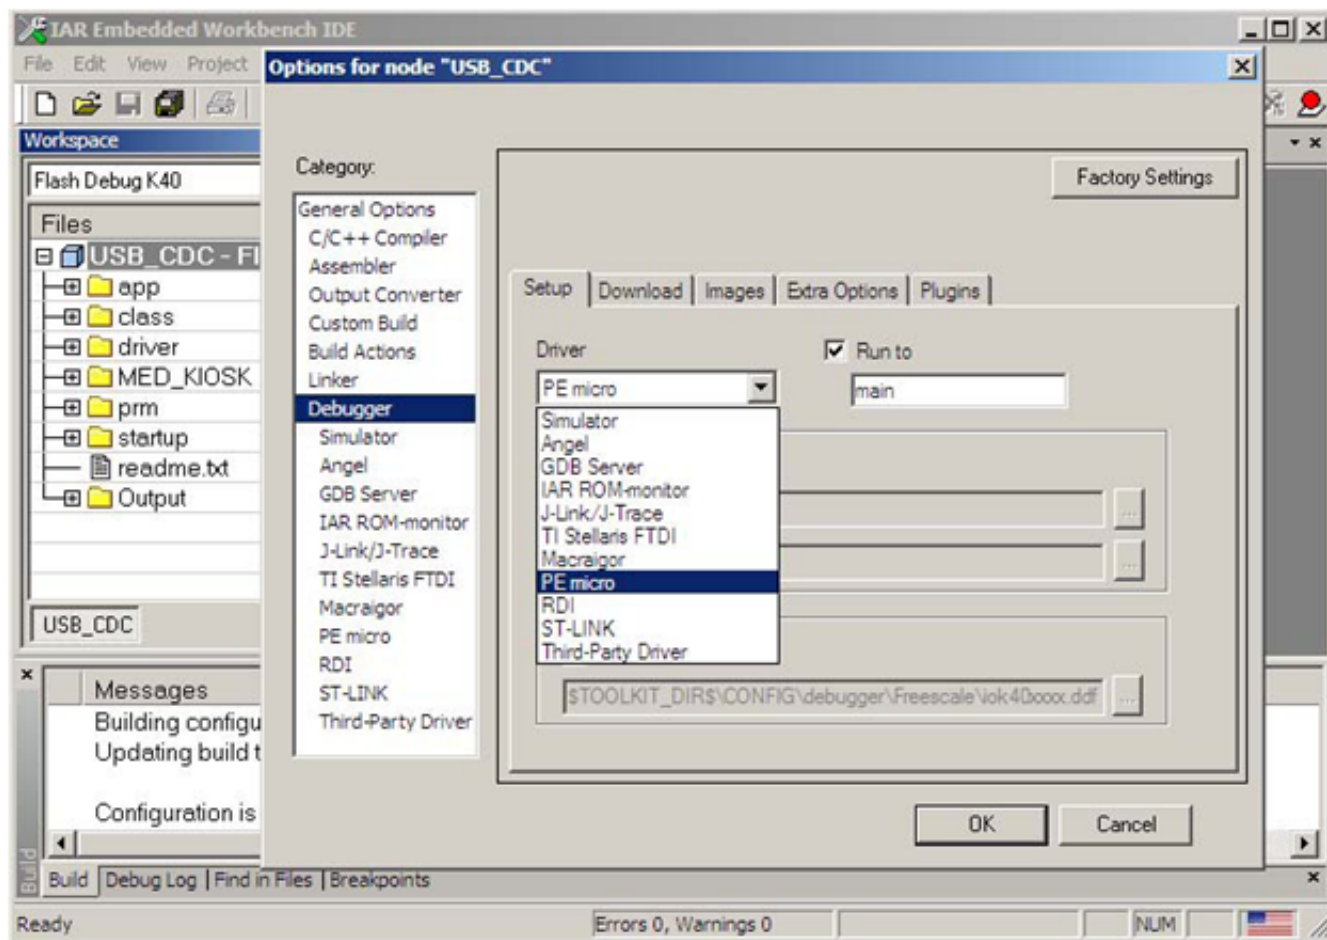 IAR Embedded Workbench IDE
File Edit View Project
Options for node "USB_CDC"
Workspace
Flash Debug K40
Files
USB_CDC - Fl
app
class
driver
MED_KIOSK
prm
startup
readme.txt
Output
USB_CDC
Category:
General Options
C/C++ Compiler
Assembler
Output Converter
Custom Build
Build Actions
Linker
Debugger
Simulator
Angel
GDB Server
IAR ROM-monitor
J-Link/J-Trace
TI Stellaris FTDI
Macraigor
PE micro
RDI
ST-LINK
Third-Party Driver
Factory Settings
Setup Download Images Extra Options Plugins
Driver
Run to
PE micro
main
Simulator
Angel
GDB Server
IAR ROM-monitor
J-Link/J-Trace
TI Stellaris FTDI
Macraigor
PE micro
RDI
ST-LINK
Third-Party Driver
...
...
$TOOLKIT_DIR$\CONFIG\debugger\Freescale\iok40xxxx.ddf ...
OK Cancel
Messages
Building configu
Updating build t
Configuration is
Build
Build Debug Log Find in Files Breakpoints
Ready Errors 0, Warnings 0 NUM